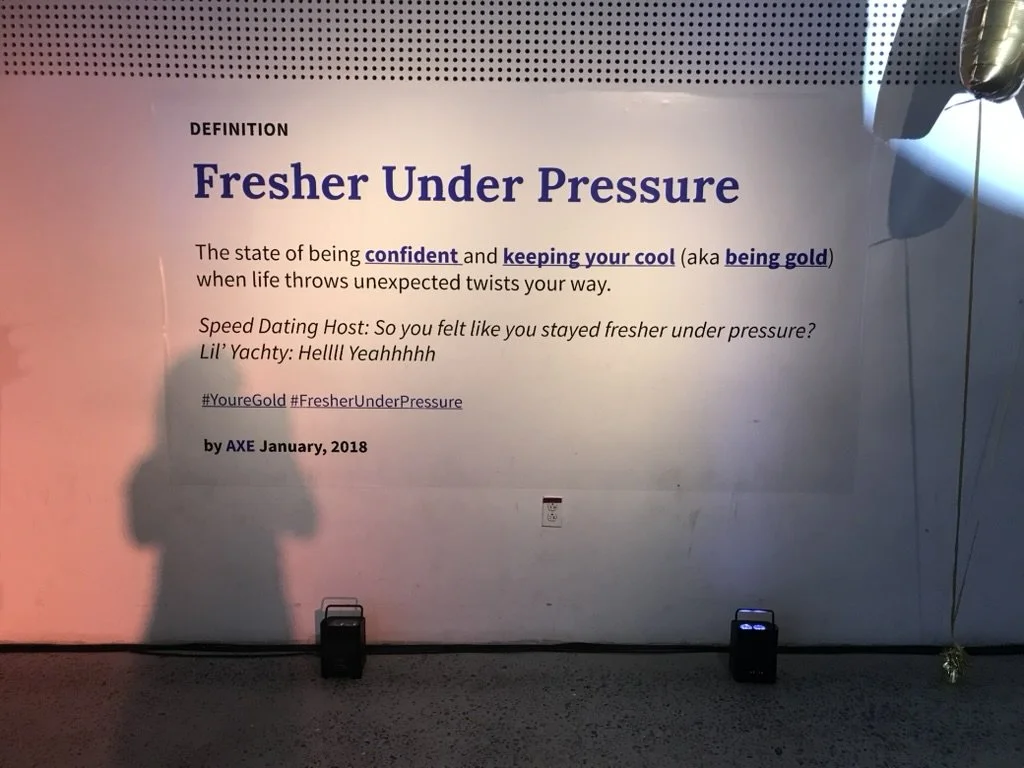 DEFINITION
Fresher Under Pressure
The state of being confident and keeping your cool (aka being gold)
when life throws unexpected twists your way.
Speed Dating Host: So you felt like you stayed fresher under pressure?
Lil’ Yachty: Hellll Yeahhhhh
#YoureGold #FresherUnderPressure
by AXE January, 2018